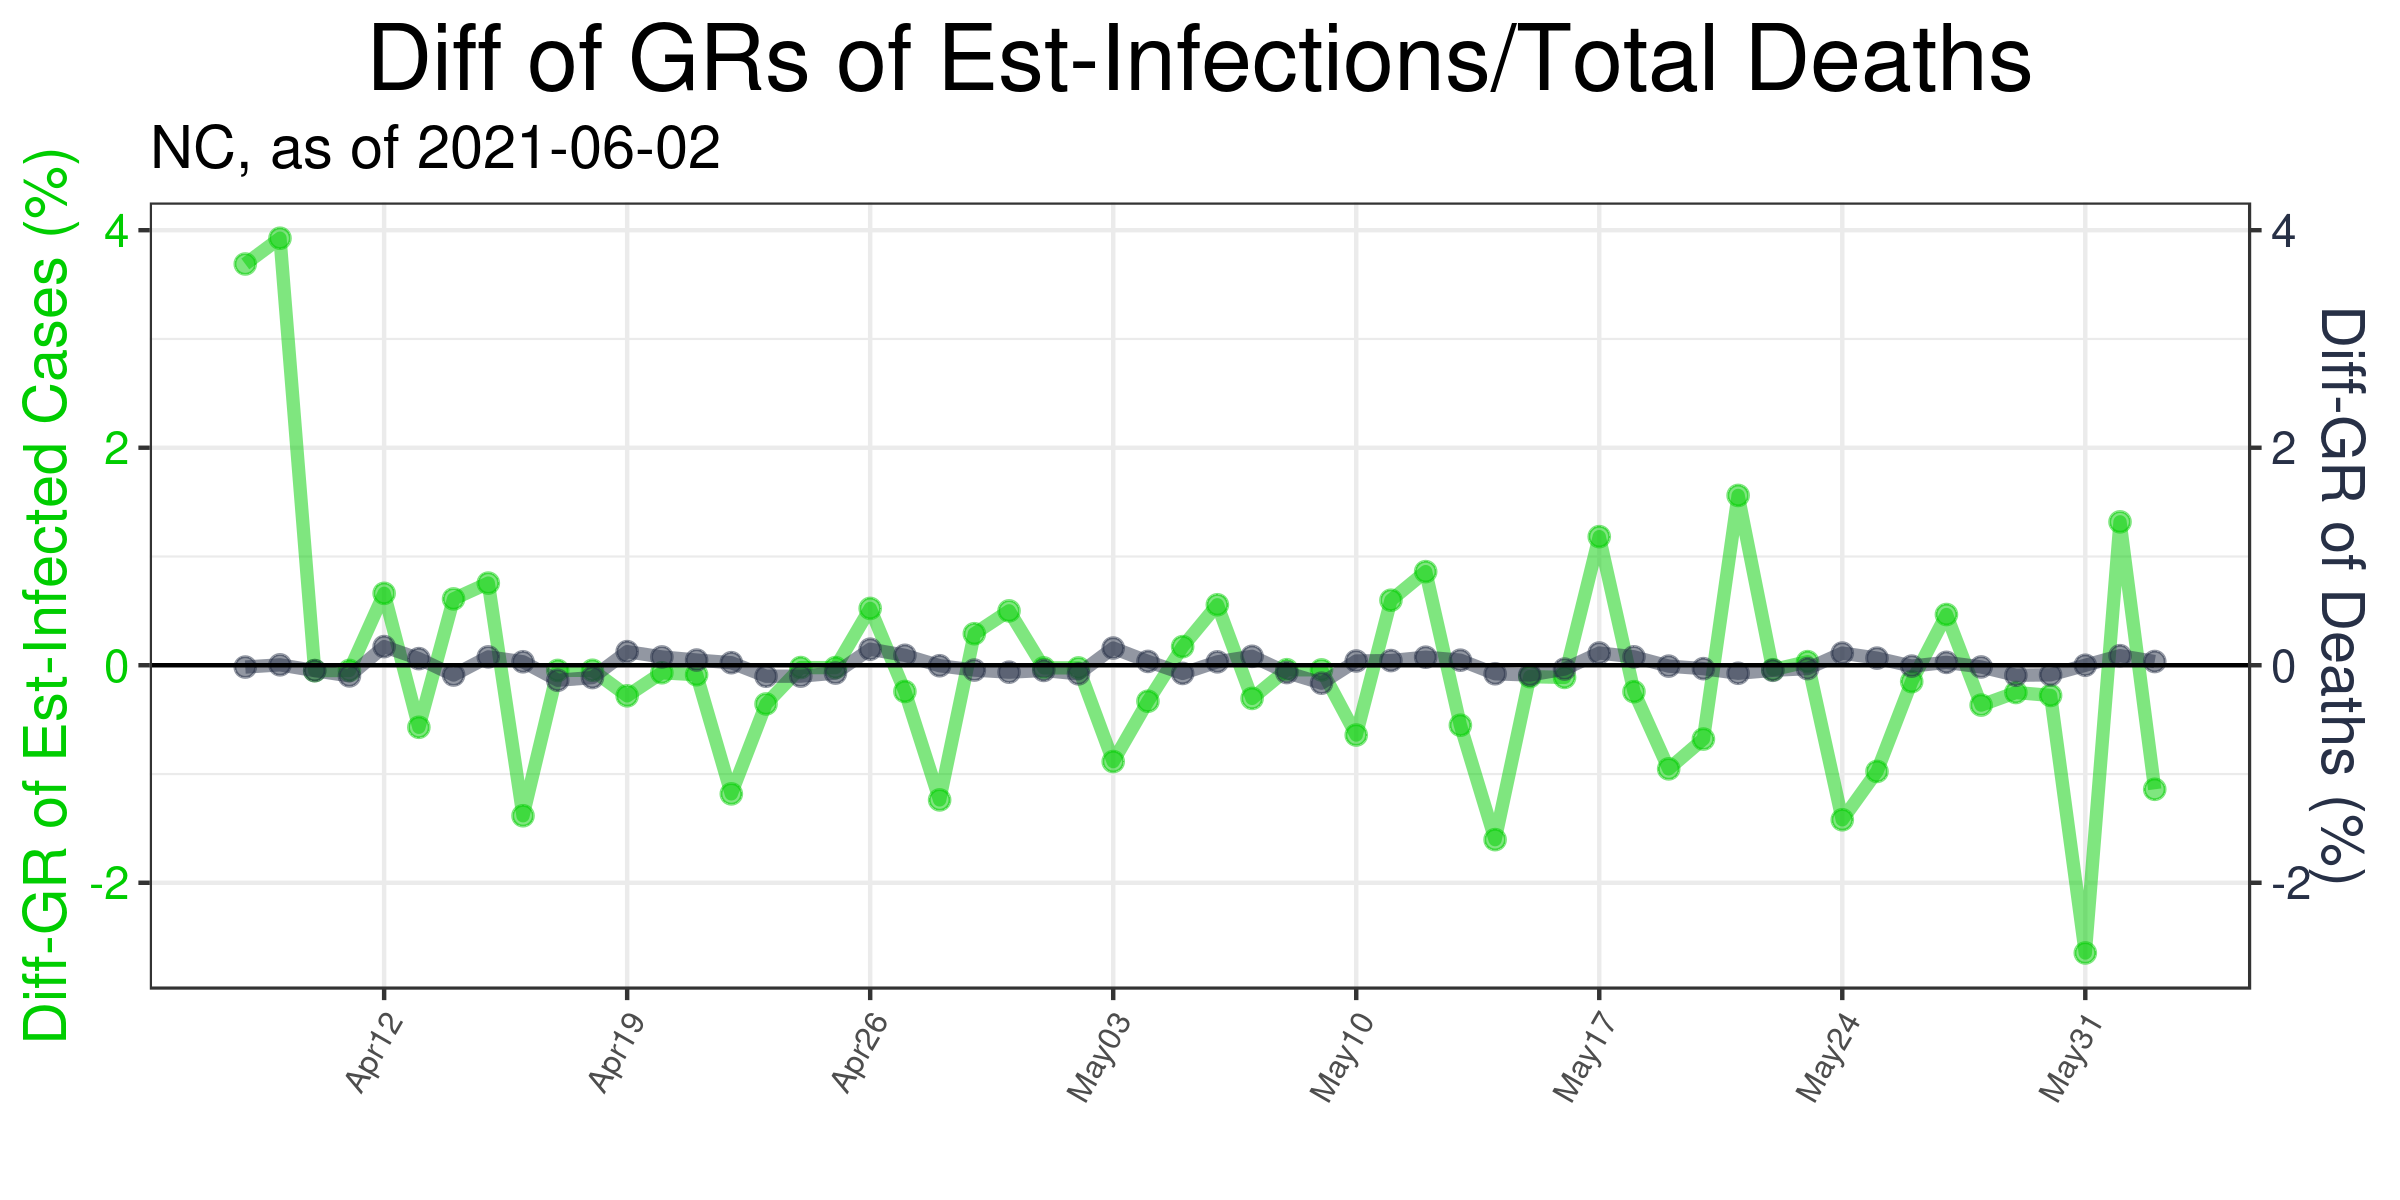 Diff of GRs of Est-Infections/Total Deaths
NC, as of 2021-06-02
Diff-GR of Est-Infected Cases (%)
4
2
0
-2
4
2
0
-2
Diff-GR of Deaths (%)
Apr12
Apr19
Apr26
May03
May10
May17
May24
May31